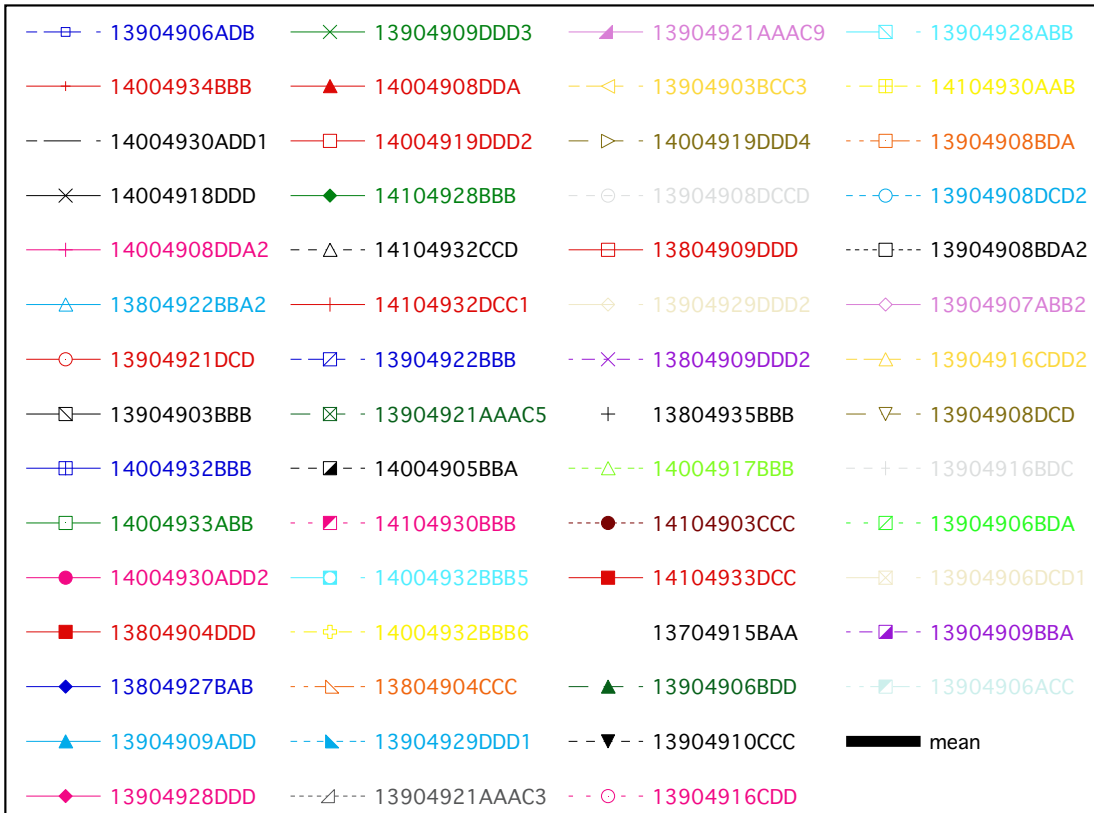 13904906ADB 13904909DDD3 13904921AAAC9 13904928ABB
14004934BBB 14004908DDA 13904903BCC3 14104930AAB
14004930ADD1 14004919DDD2 14004919DDD4 13904908BDA
14004918DDD 14104928BBB 13904908DCCD 13904908DCD2
14004908DDA2 14104932CCD 13804909DDD 13904908BDA2
13804922BBA2 14104932DCC1 13904929DDD2 13904907ABB2
13904921DCD 13904922BBB 13804909DDD2 13904916CDD2
13904903BBB 13904921AAAC5 13804935BBB 13904908DCD
14004932BBB 14004905BBA 14004917BBB 13904916BDC
14004933ABB 14104930BBB 14104903CCC 13904906BDA
14004930ADD2 14004932BBB5 14104933DCC 13904906DCD1
13804904DDD 14004932BBB6 13704915BAA 13904909BBA
13804927BAB 13804904CCC 13904906BDD 13904906ACC
13904909ADD 13904929DDD1 13904910CCC mean
13904928DDD 13904921AAAC3 13904916CDD